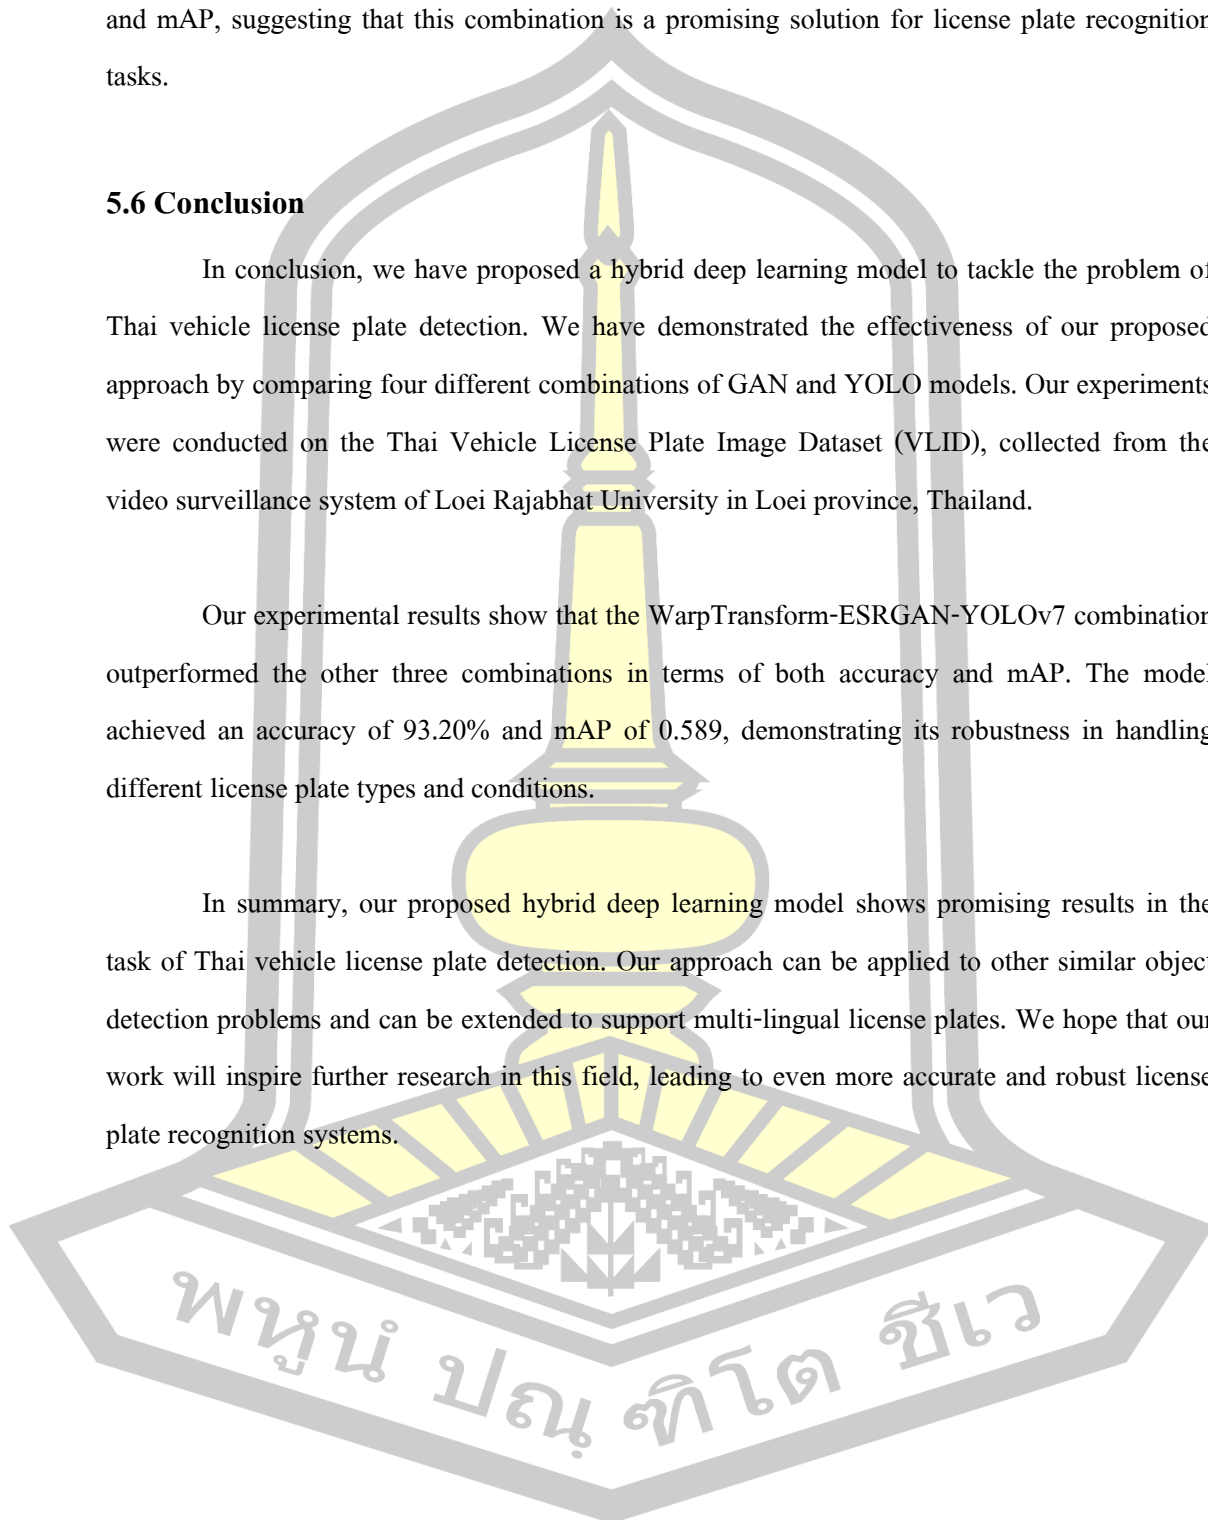 and mAP, suggesting that this combination is a promising solution for license plate recognition
tasks.
5.6 Conclusion
In conclusion, we have proposed a hybrid deep learning model to tackle the problem of
Thai vehicle license plate detection. We have demonstrated the effectiveness of our proposed
approach by comparing four different combinations of GAN and YOLO models. Our experiments
were conducted on the Thai Vehicle License Plate Image Dataset (VLID), collected from the
video surveillance system of Loei Rajabhat University in Loei province, Thailand.
Our experimental results show that the WarpTransform-ESRGAN-YOLOv7 combination
outperformed the other three combinations in terms of both accuracy and mAP. The model
achieved an accuracy of 93.20% and mAP of 0.589, demonstrating its robustness in handling
different license plate types and conditions.
In summary, our proposed hybrid deep learning model shows promising results in the
task of Thai vehicle license plate detection. Our approach can be applied to other similar object
detection problems and can be extended to support multi-lingual license plates. We hope that our
work will inspire further research in this field, leading to even more accurate and robust license
plate recognition systems.
พหูนํ ปณฺฑิโต ชีเว